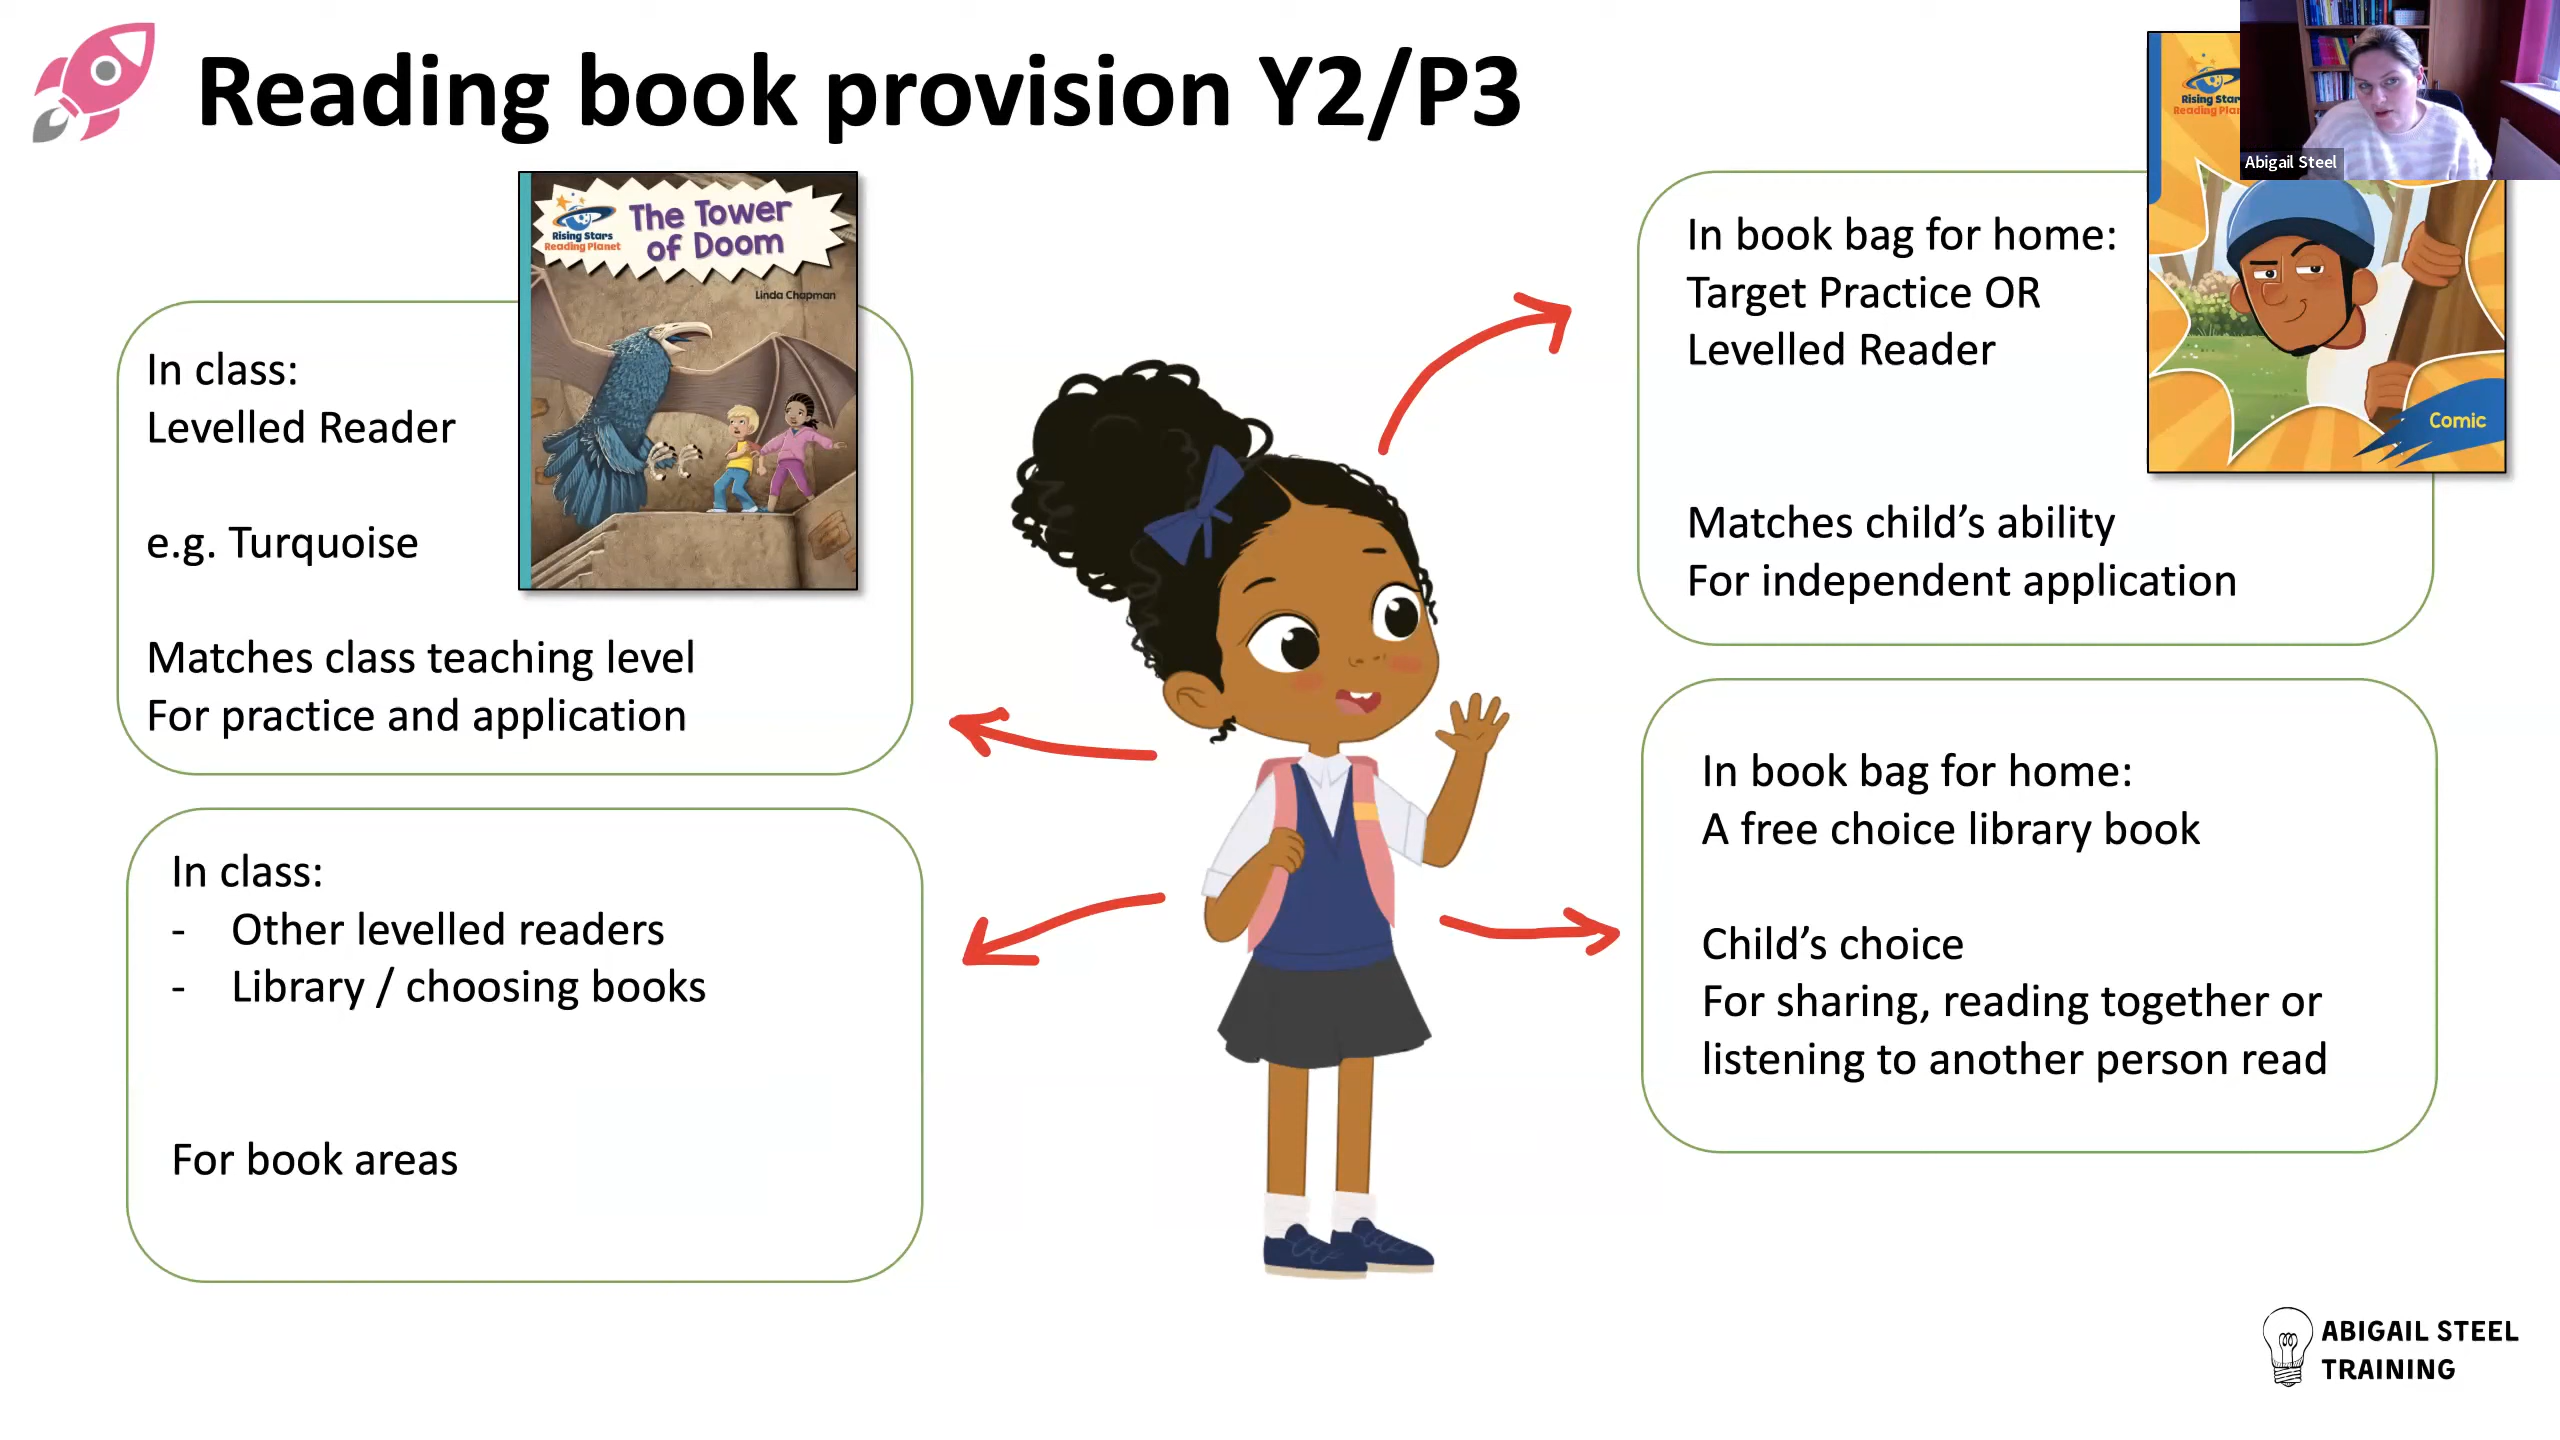 Reading book provision Y2/P3
Rising Stars
Reading Planet
The Tower
of Doom
Linda Chapman
In class:
Levelled Reader
e.g. Turquoise
Matches class teaching level
For practice and application
In class:
- Other levelled readers
- Library / choosing books
For book areas
Abigail Steel
In book bag for home:
Target Practice OR
Levelled Reader
Comic
Matches child’s ability
For independent application
In book bag for home:
A free choice library book
Child’s choice
For sharing, reading together or
listening to another person read
ABIGAIL STEEL
TRAINING